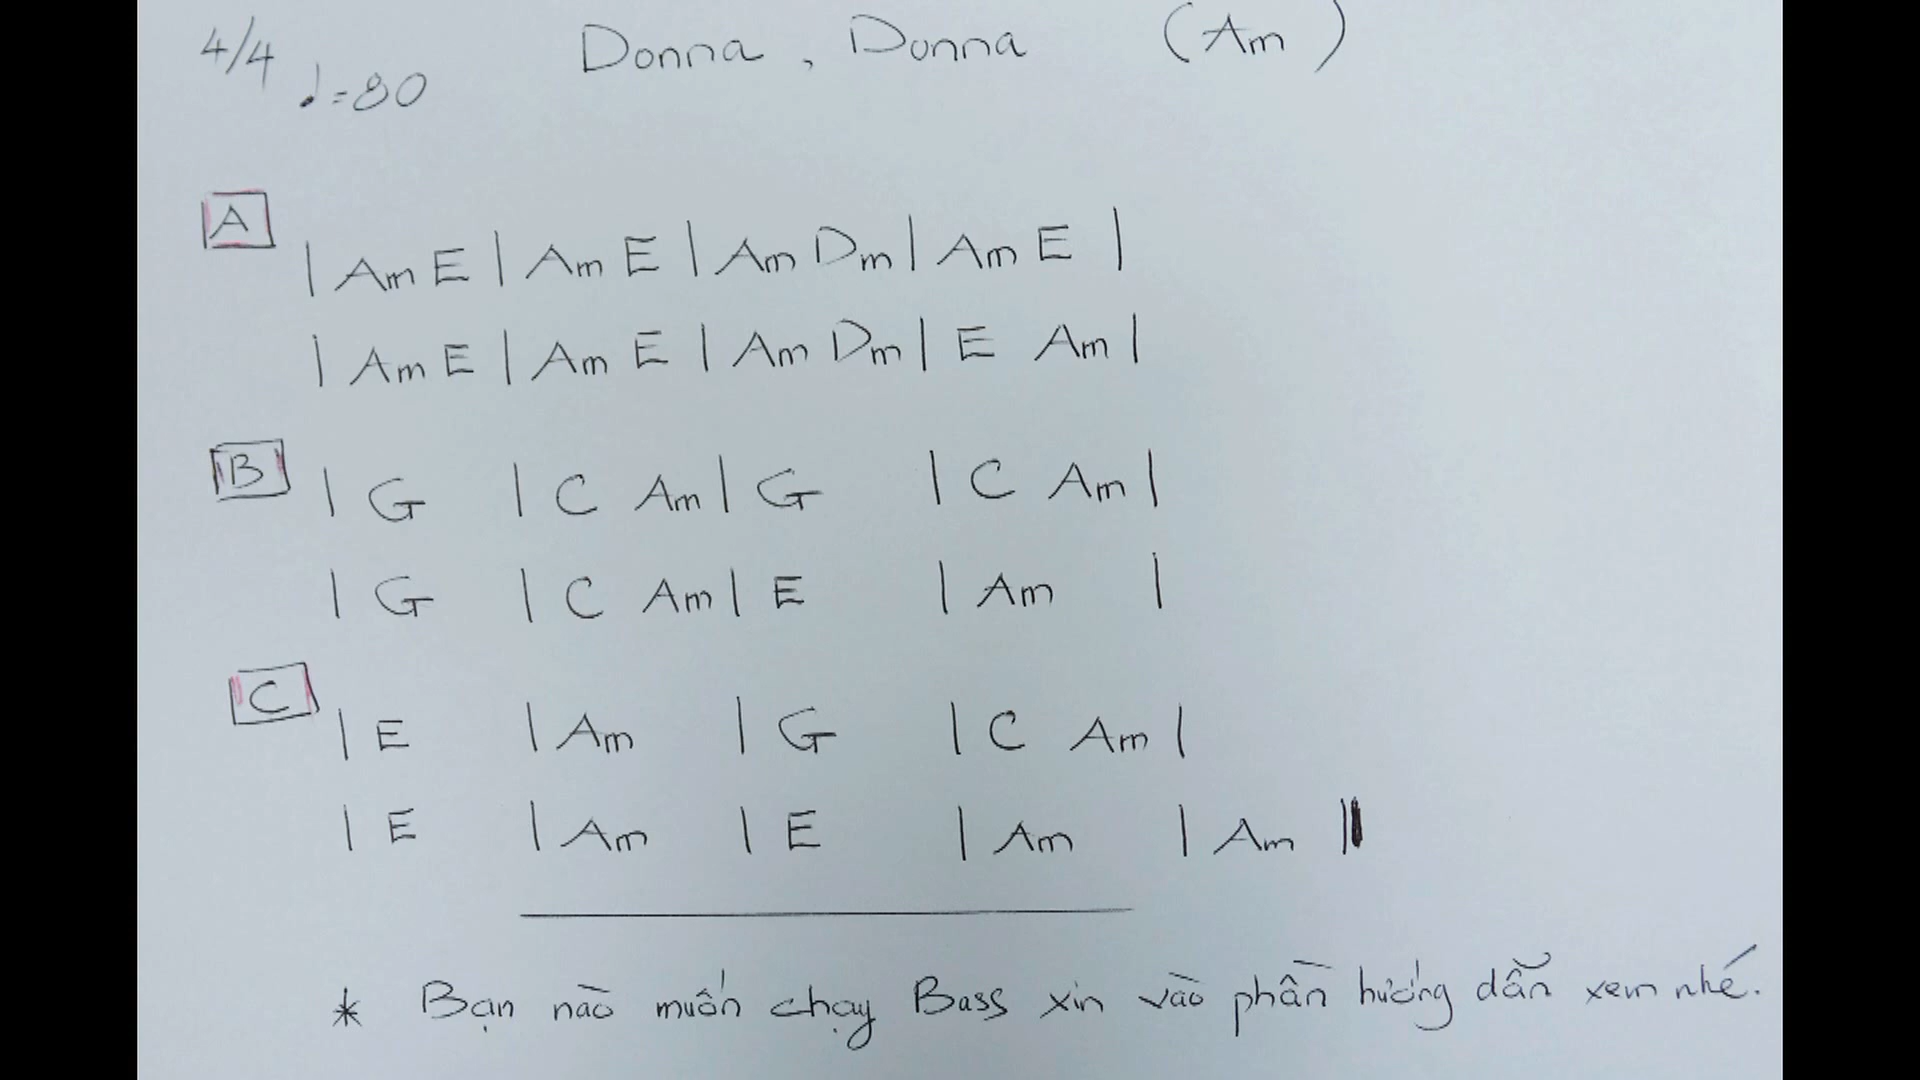 4/4 ♩=80 Donna, Donna (Am)
A
| Am E | Am E | Am Dm | Am E |
| Am E | Am E | Am Dm | E Am |
B
| G | C Am | G | C Am |
| G | C Am | E | Am |
C
| E | Am | G | C Am |
| E | Am | E | Am | Am ||
* Bạn nào muốn chạy Bass xin vào phần hướng dẫn xem nhé.